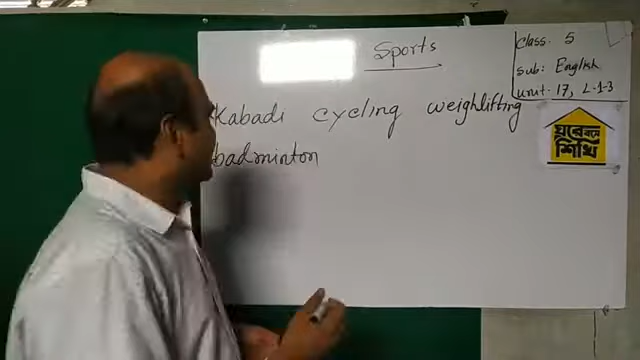 Sports
class. 5
sub: English
unit. 17, L-1-3
Kabadi cycling weighlifting
badminton
ঘরে বসে
শিখি